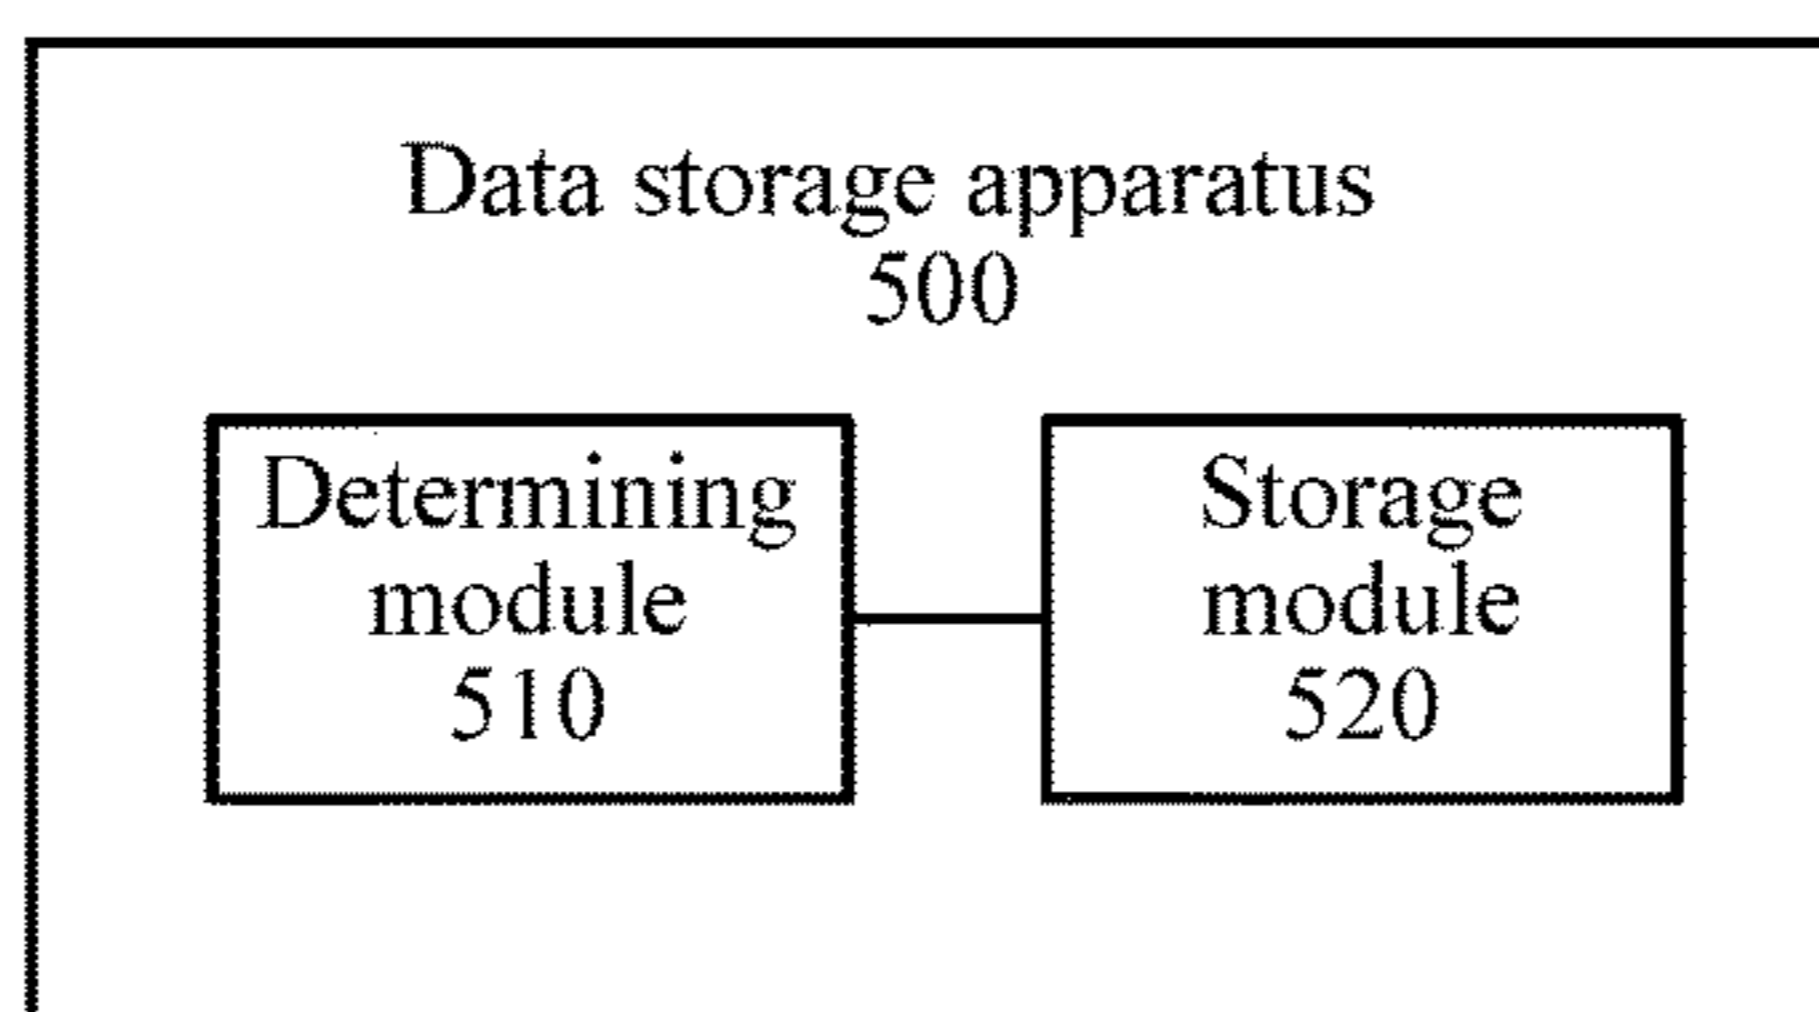 Data storage apparatus
500
Determining
module
510
Storage
module
520